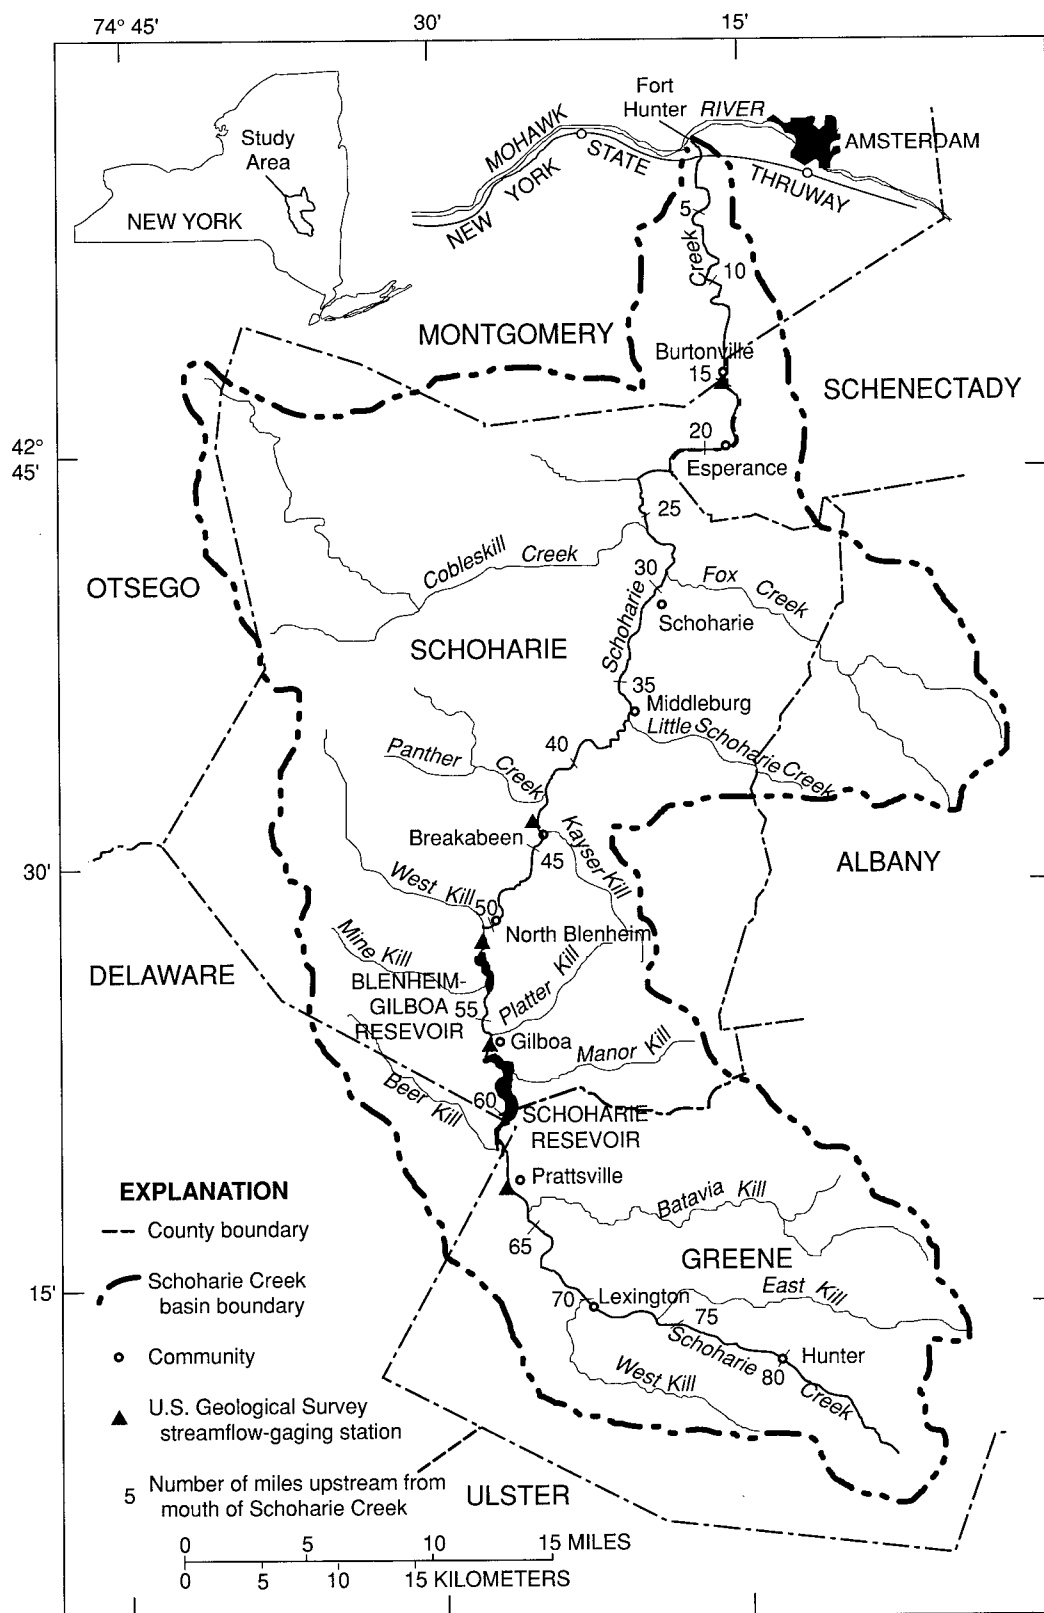 74° 45'
30'
15'
Fort
Hunter
RIVER
MOHAWK
AMSTERDAM
Study
Area
STATE
THRUWAY
NEW YORK
NEW YORK
5
Creek
10
MONTGOMERY
Burtonville
15
SCHENECTADY
42°
45'
20
Esperance
25
Cobleskill Creek
30
Fox Creek
OTSEGO
Schoharie
Schoharie
SCHOHARIE
35
Middleburg
Little Schoharie Creek
40
Panther Creek
Breakabeen
Kayser Kill
45
ALBANY
30'
West Kill
50
North Blenheim
Mine Kill
DELAWARE
BLENHEIM-
GILBOA
RESEVOIR
55
Platter Kill
Gilboa
Manor Kill
Beer Kill
60
SCHOHARIE
RESEVOIR
Prattsville
EXPLANATION
Batavia Kill
County boundary
65
GREENE
Schoharie Creek
basin boundary
15'
70
Lexington
East Kill
75
Schoharie Creek
Community
Hunter
80
West Kill
U.S. Geological Survey
streamflow-gaging station
5 Number of miles upstream from
mouth of Schoharie Creek
ULSTER
0 5 10 15 MILES
0 5 10 15 KILOMETERS